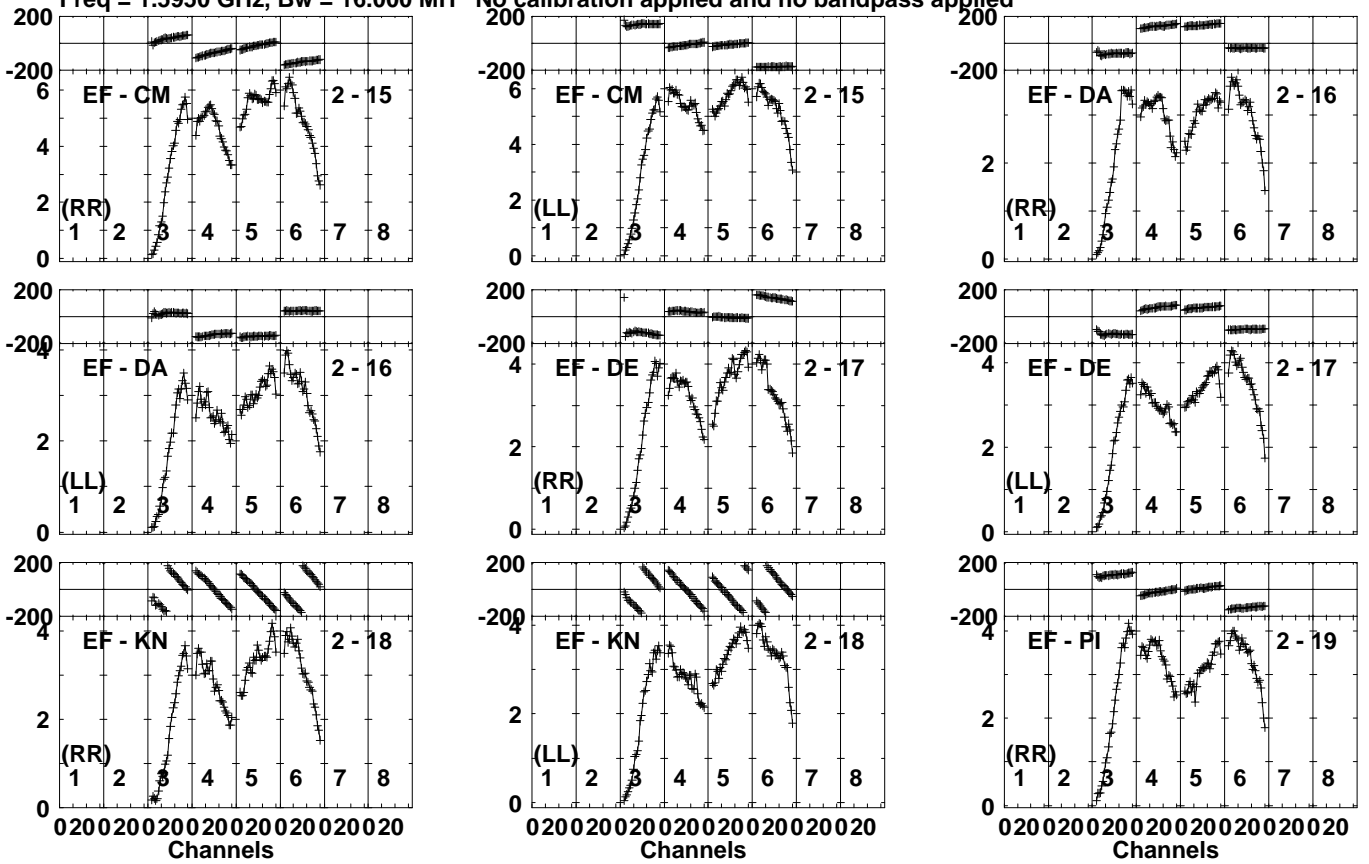 Freq = 1.5950 GHz, Bw = 16.000 MH No calibration applied and no bandpass applied
200 200 200
-200 -200 -200
6 EF - CM 2 - 15 6 EF - CM 2 - 15 EF - DA 2 - 16
4 4
2 2 2
(RR) (LL) (RR)
1 2 3 4 5 6 7 8 1 2 3 4 5 6 7 8 1 2 3 4 5 6 7 8
0 0 0
200 200 200
-200 -200 -200
4 EF - DA 2 - 16 4 EF - DE 2 - 17 4 EF - DE 2 - 17
2 2 2
(LL) (RR) (LL)
1 2 3 4 5 6 7 8 1 2 3 4 5 6 7 8 1 2 3 4 5 6 7 8
0 0 0
200 200 200
-200 -200 -200
4 EF - KN 2 - 18 4 EF - KN 2 - 18 4 EF - PI 2 - 19
2 2 2
(RR) (LL) (RR)
1 2 3 4 5 6 7 8 1 2 3 4 5 6 7 8 1 2 3 4 5 6 7 8
0 0 0
0 20 0 20 0 20 0 20 0 20 0 20 0 20 0 20 0 20 0 20 0 20 0 20 0 20 0 20 0 20 0 20 0 20 0 20 0 20 0 20 0 20 0 20 0 20 0 20
Channels Channels Channels